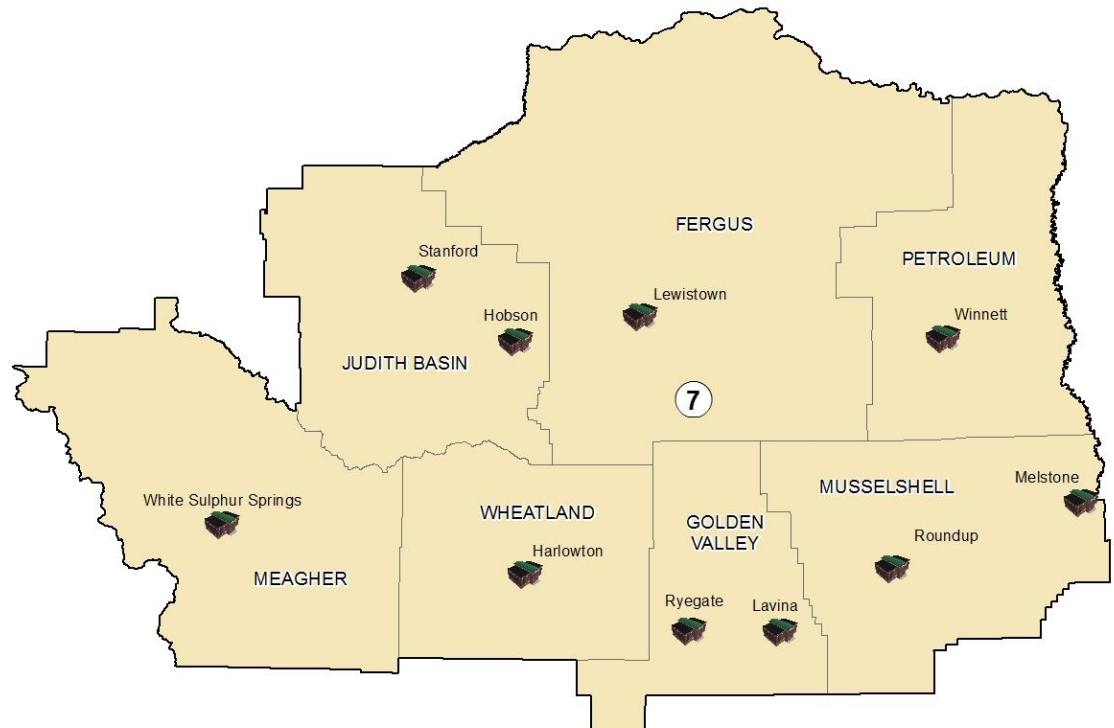 FERGUS
Stanford
PETROLEUM
Lewistown
Hobson
Winnett
JUDITH BASIN
7
Melstone
MUSSELSHELL
White Sulphur Springs
WHEATLAND
GOLDEN
VALLEY
Roundup
Harlowton
MEAGHER
Ryegate
Lavina